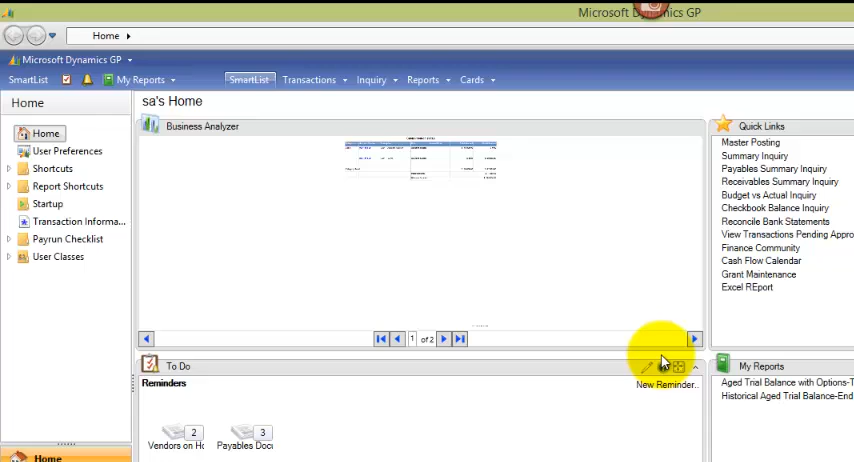 Microsoft Dynamics GP
Home
Microsoft Dynamics GP
SmartList
My Reports
SmartList
Transactions
Inquiry
Reports
Cards
Home
sa's Home
Home
User Preferences
Shortcuts
Report Shortcuts
Startup
Transaction Informa...
Payrun Checklist
User Classes
Home
Business Analyzer
1 of 2
To Do
Reminders
New Reminder..
2
Vendors on Ho
3
Payables Docu
Quick Links
Master Posting
Summary Inquiry
Payables Summary Inquiry
Receivables Summary Inquiry
Budget vs Actual Inquiry
Checkbook Balance Inquiry
Reconcile Bank Statements
View Transactions Pending Appro
Finance Community
Cash Flow Calendar
Grant Maintenance
Excel REport
My Reports
Aged Trial Balance with Options-T
Historical Aged Trial Balance-End